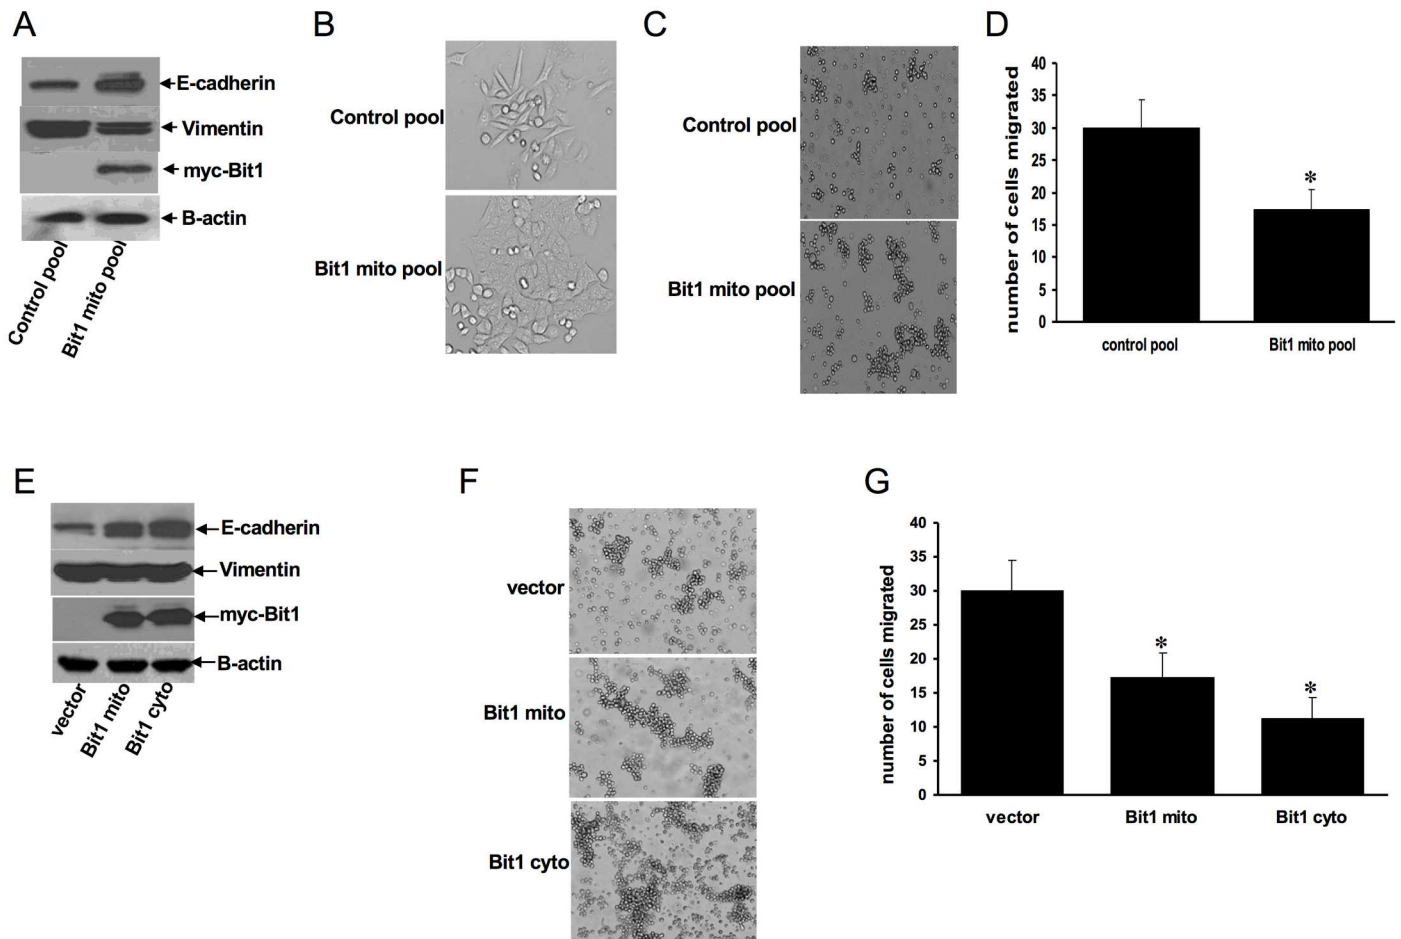 A
E-cadherin
Vimentin
myc-Bit1
B-actin
Control pool
Bit1 mito pool
B
Control pool
Bit1 mito pool
C
Control pool
Bit1 mito pool
D
number of cells migrated
40
35
30
25
20
15
10
5
0
*
control pool
Bit1 mito pool
E
E-cadherin
Vimentin
myc-Bit1
B-actin
vector
Bit1 mito
Bit1 cyto
F
vector
Bit1 mito
Bit1 cyto
G
number of cells migrated
40
35
30
25
20
15
10
5
0
*
*
vector
Bit1 mito
Bit1 cyto